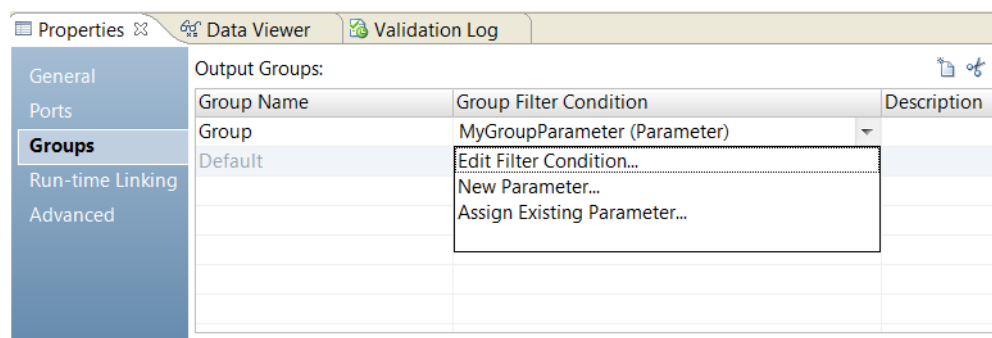 Properties Data Viewer Validation Log
General
Ports
Groups
Run-time Linking
Advanced
Output Groups:
Group Name Group Filter Condition Description
Group MyGroupParameter (Parameter)
Default
Edit Filter Condition...
New Parameter...
Assign Existing Parameter...